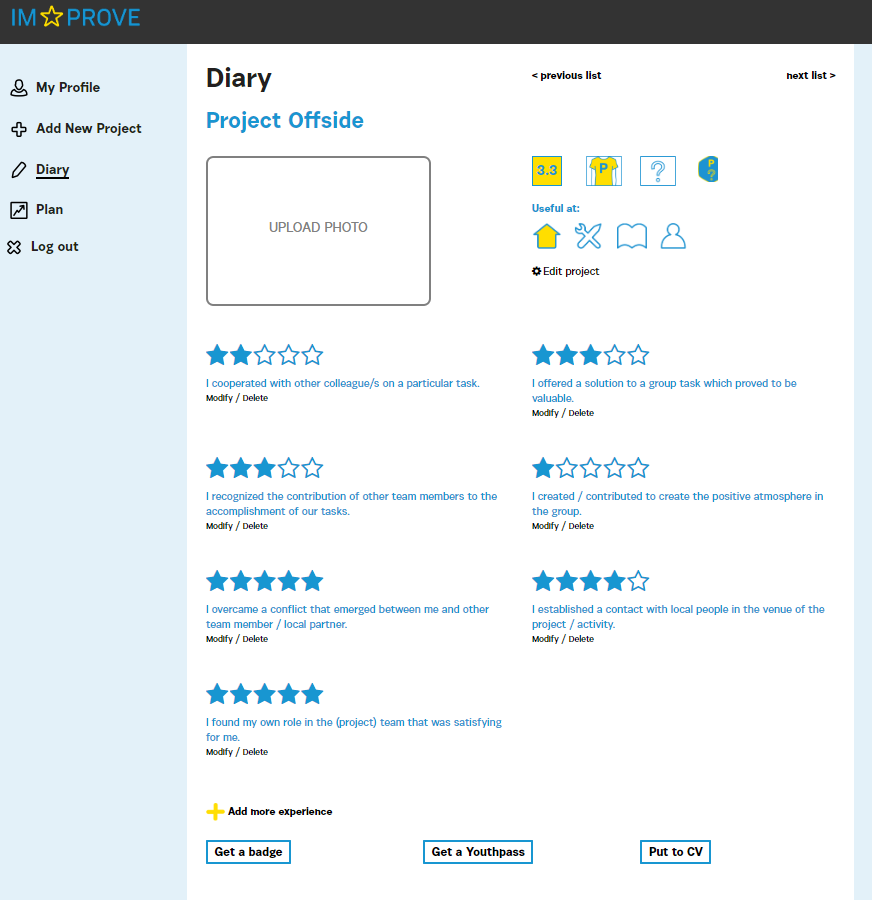 IM PROVE
My Profile
Add New Project
Diary
Plan
Log out
Diary
< previous list
next list >
Project Offside
UPLOAD PHOTO
3.3
P
?
P
?
Useful at:
Edit project
I cooperated with other colleague/s on a particular task.
Modify / Delete
I offered a solution to a group task which proved to be
valuable.
Modify / Delete
I recognized the contribution of other team members to the
accomplishment of our tasks.
Modify / Delete
I created / contributed to create the positive atmosphere in
the group.
Modify / Delete
I overcame a conflict that emerged between me and other
team member / local partner.
Modify / Delete
I established a contact with local people in the venue of the
project / activity.
Modify / Delete
I found my own role in the (project) team that was satisfying
for me.
Modify / Delete
Add more experience
Get a badge
Get a Youthpass
Put to CV